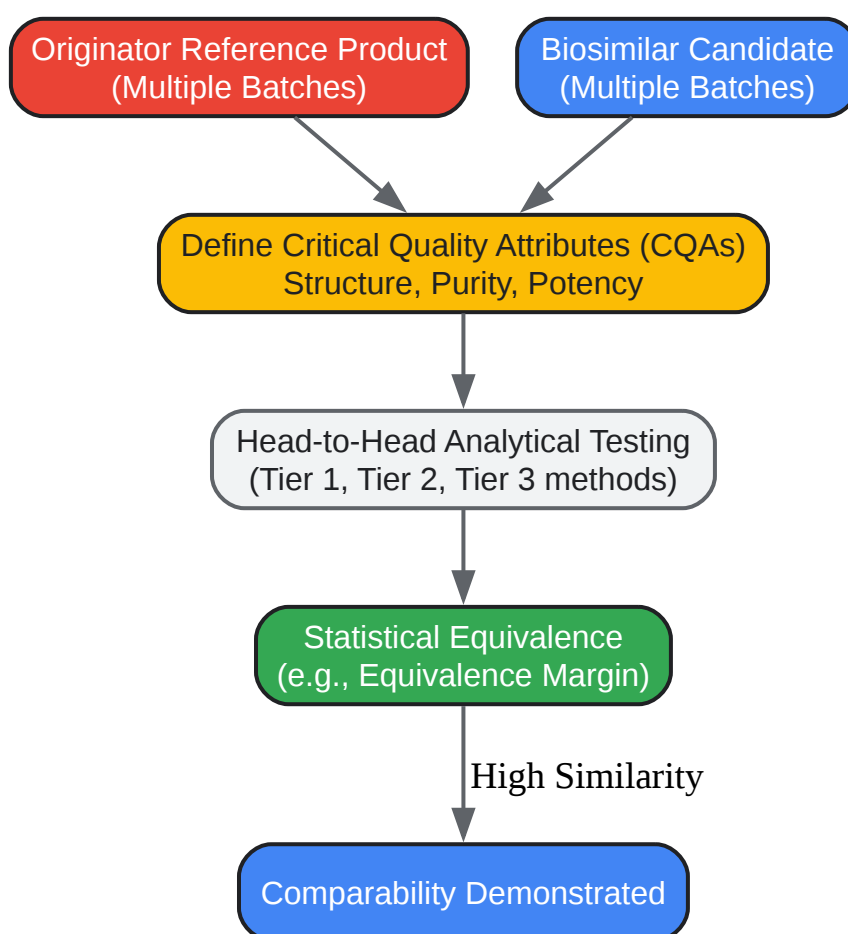 Originator Reference Product
(Multiple Batches)
Biosimilar Candidate
(Multiple Batches)
Define Critical Quality Attributes (CQAs)
Structure, Purity, Potency
Head-to-Head Analytical Testing
(Tier 1, Tier 2, Tier 3 methods)
Statistical Equivalence
(e.g., Equivalence Margin)
High Similarity
Comparability Demonstrated